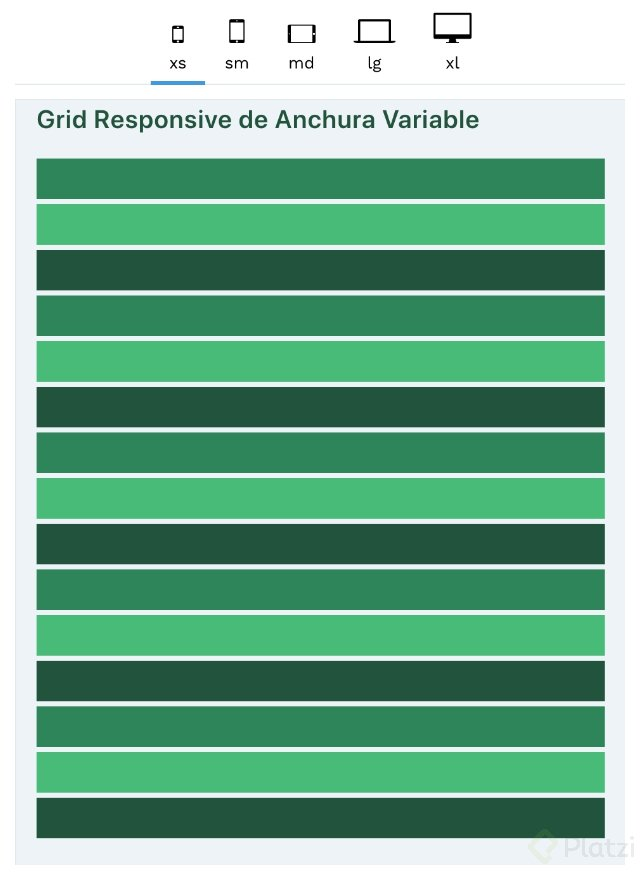 xs sm md lg xl
Grid Responsive de Anchura Variable
Platzi